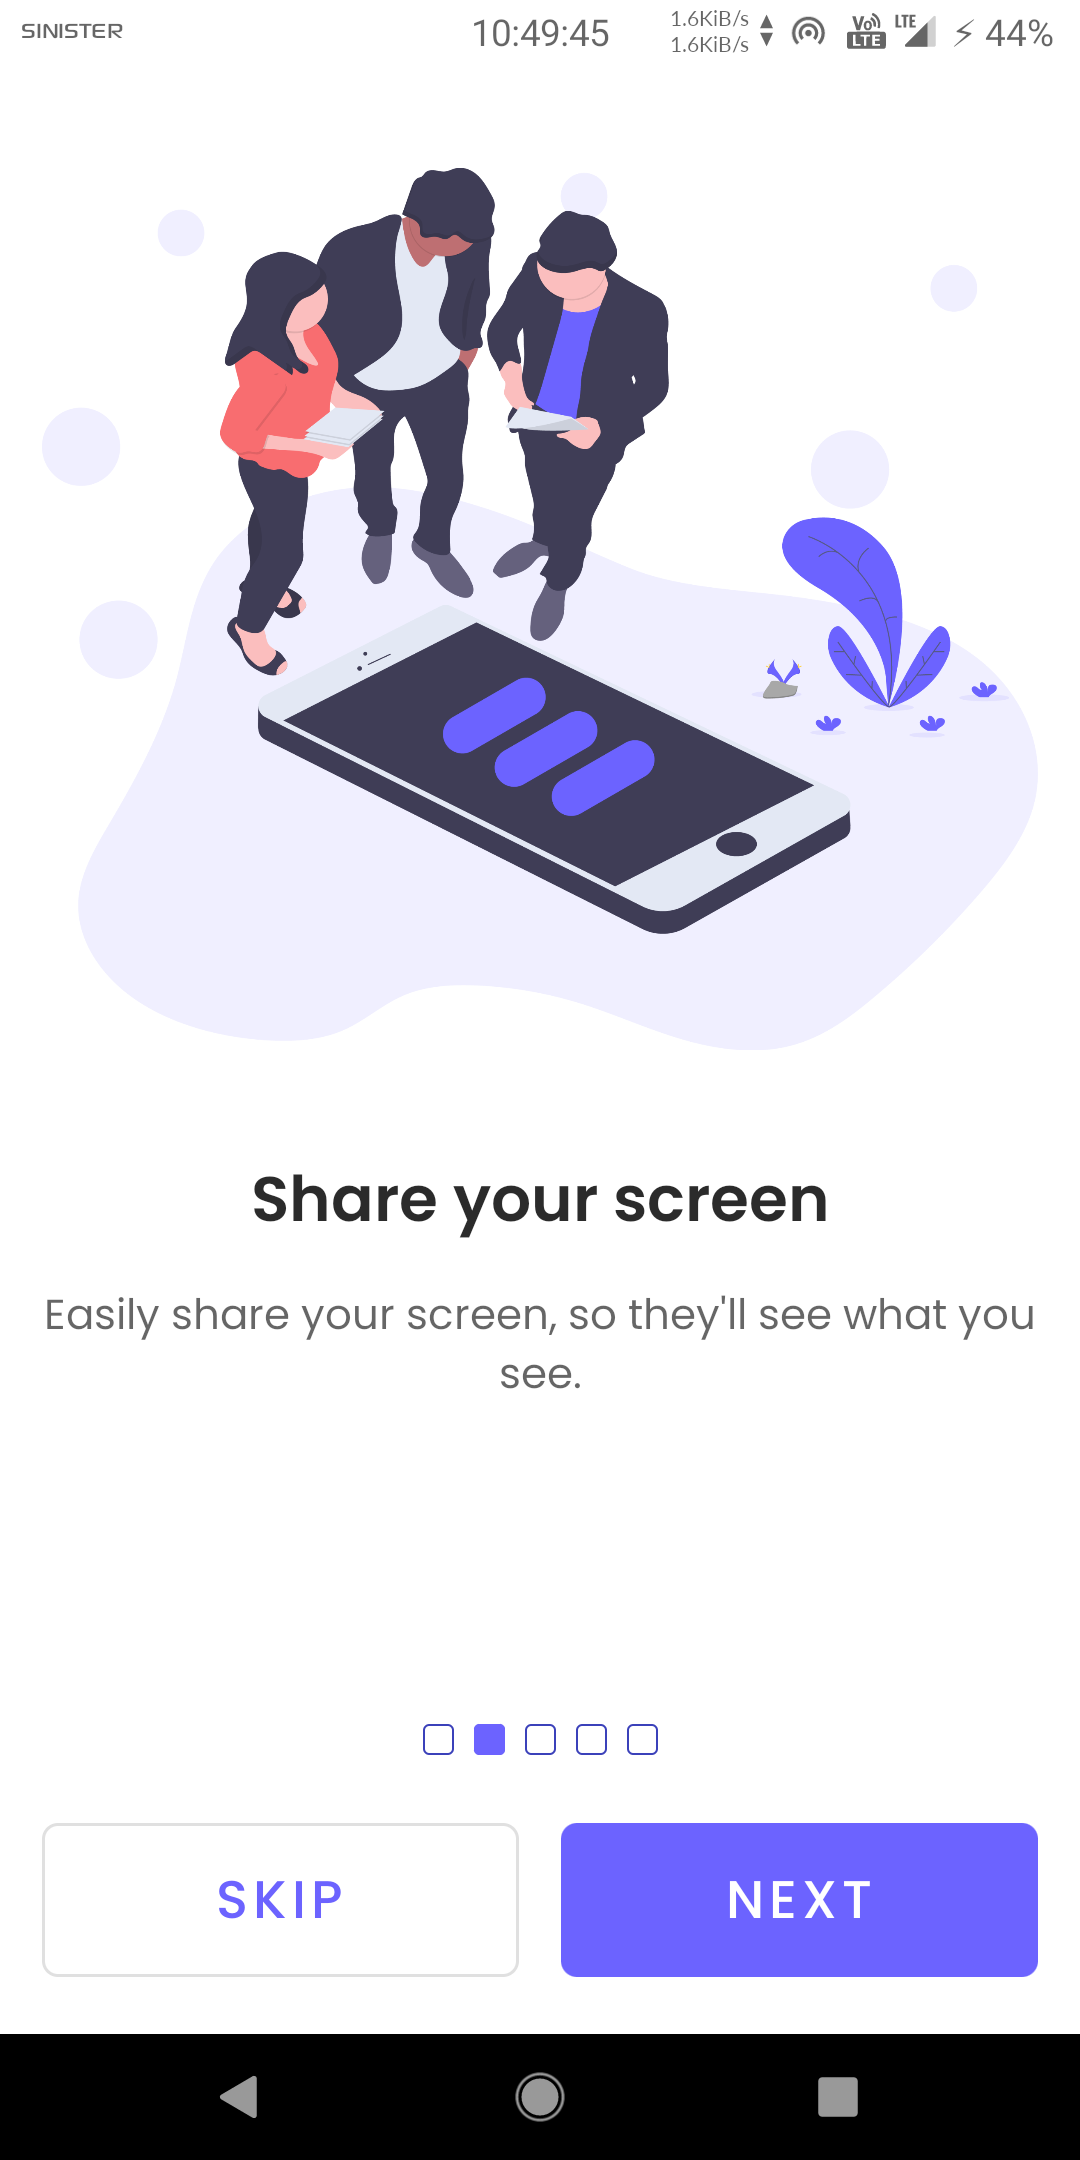 SINISTER
10:49:45
1.6KiB/s
1.6KiB/s
Vo
LTE
LTE
44%
Share your screen
Easily share your screen, so they'll see what you
see.
SKIP
NEXT